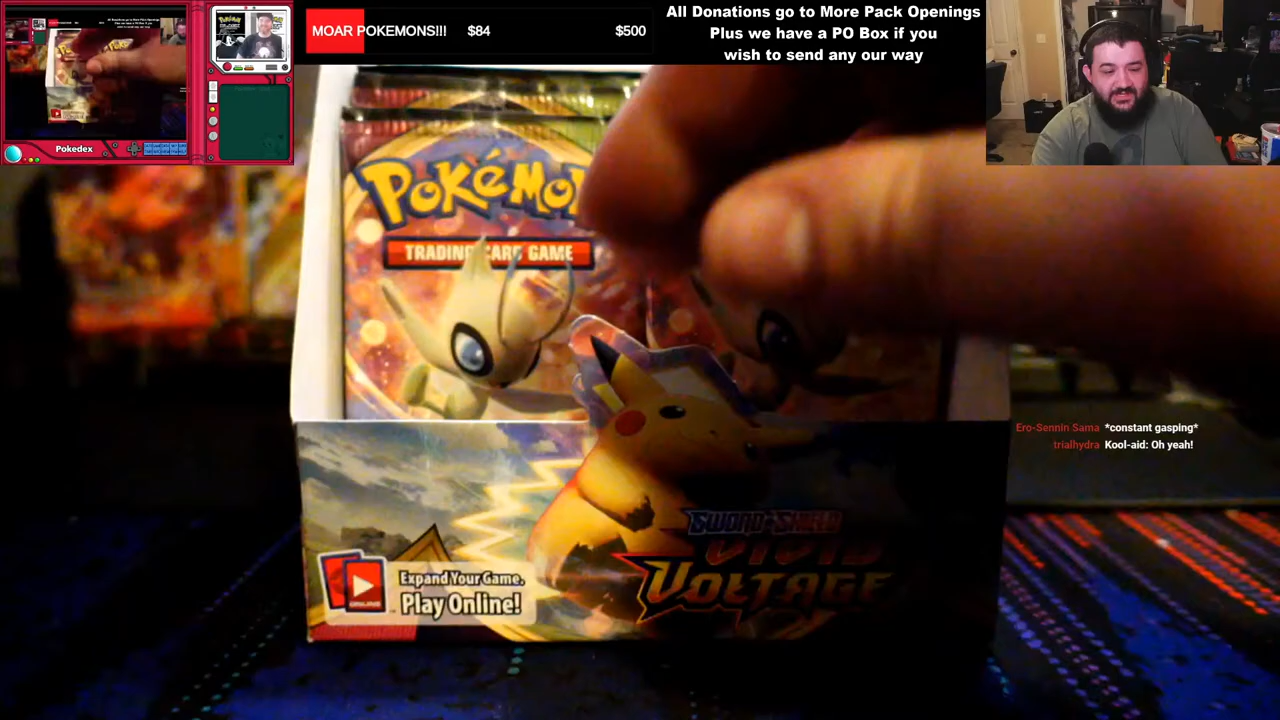 MOAR POKEMONS!!! $84 $500
All Donations go to More Pack Openings
Plus we have a PO Box if you
wish to send any our way
Pokedex
POKéMO
TRADING CARD GAME
Ero-Sennin Sama *constant gasping*
trialhydra Kool-aid: Oh yeah!
SWORD & SHIELD
VIVID
VOLTAGE
Expand Your Game.
Play Online!